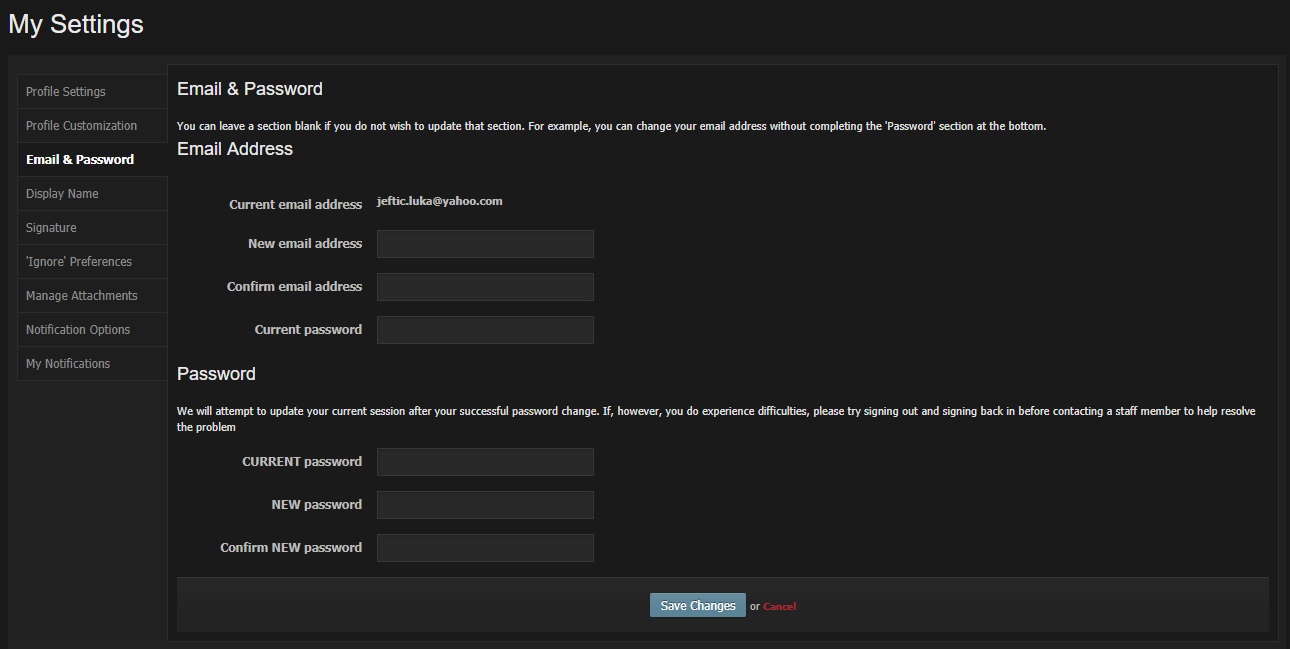 My Settings
Profile Settings
Profile Customization
Email & Password
Display Name
Signature
'Ignore' Preferences
Manage Attachments
Notification Options
My Notifications
Email & Password
You can leave a section blank if you do not wish to update that section. For example, you can change your email address without completing the 'Password' section at the bottom.
Email Address
Current email address jeftic.luka@yahoo.com
New email address
Confirm email address
Current password
Password
We will attempt to update your current session after your successful password change. If, however, you do experience difficulties, please try signing out and signing back in before contacting a staff member to help resolve
the problem
CURRENT password
NEW password
Confirm NEW password
Save Changes or Cancel